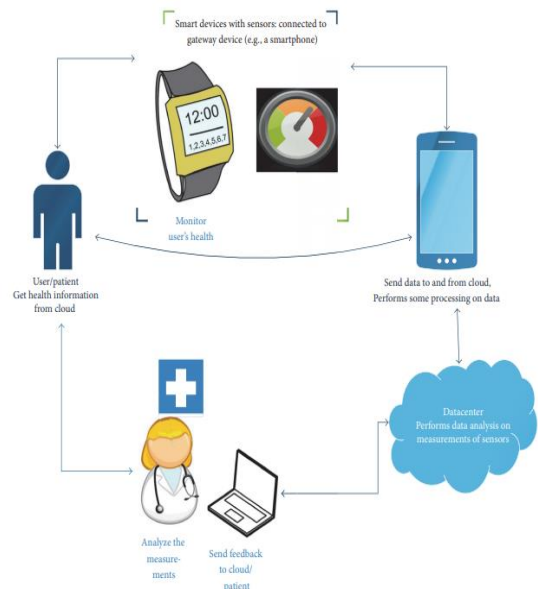 Smart devices with sensors: connected to
gateway device (e.g., a smartphone)
12:00
1,2,3,4,5,6,7
Monitor
user's health
User/patient
Get health information
from cloud
Send data to and from cloud,
Performs some processing on data
Datacenter
Performs data analysis on
measurements of sensors
Analyze the
measure-
ments
Send feedback
to cloud/
patient